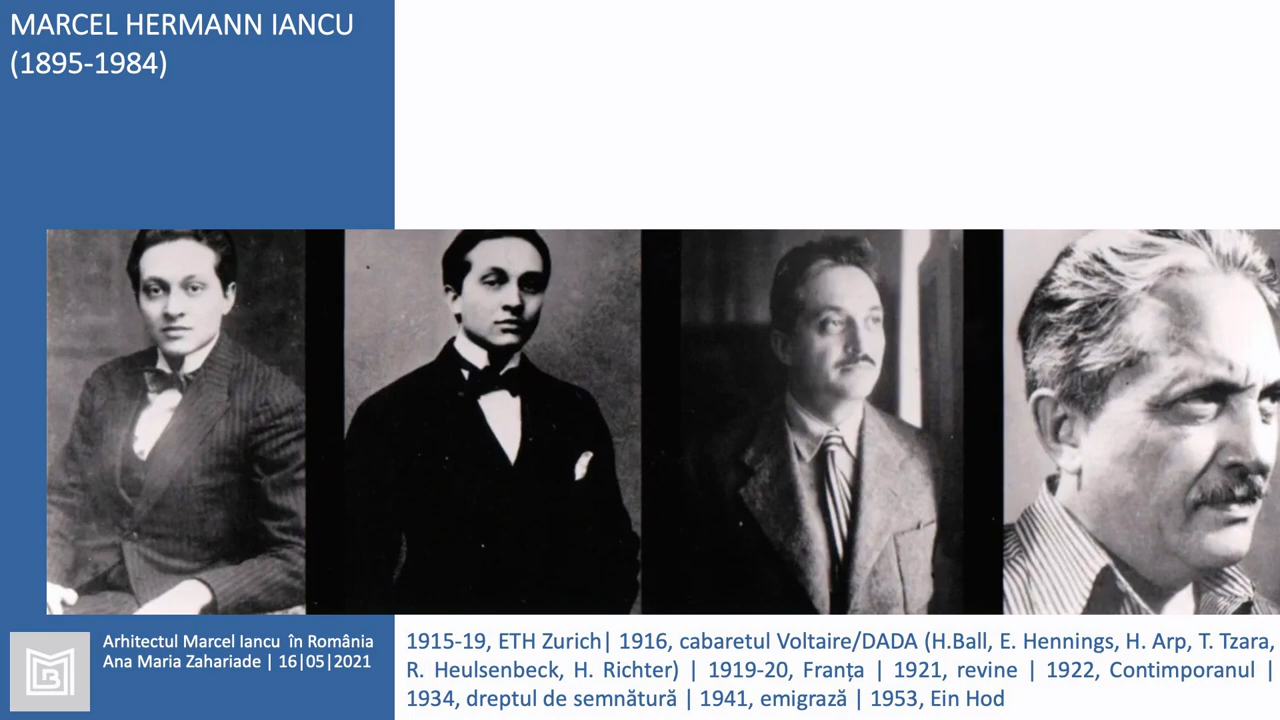 MARCEL HERMANN IANCU
(1895-1984)
Arhitectul Marcel Iancu în România
Ana Maria Zahariade | 16|05|2021
1915-19, ETH Zurich| 1916, cabaretul Voltaire/DADA (H.Ball, E. Hennings, H. Arp, T. Tzara,
R. Heulsenbeck, H. Richter) | 1919-20, Franța | 1921, revine | 1922, Contimporanul |
1934, dreptul de semnătură | 1941, emigrază | 1953, Ein Hod